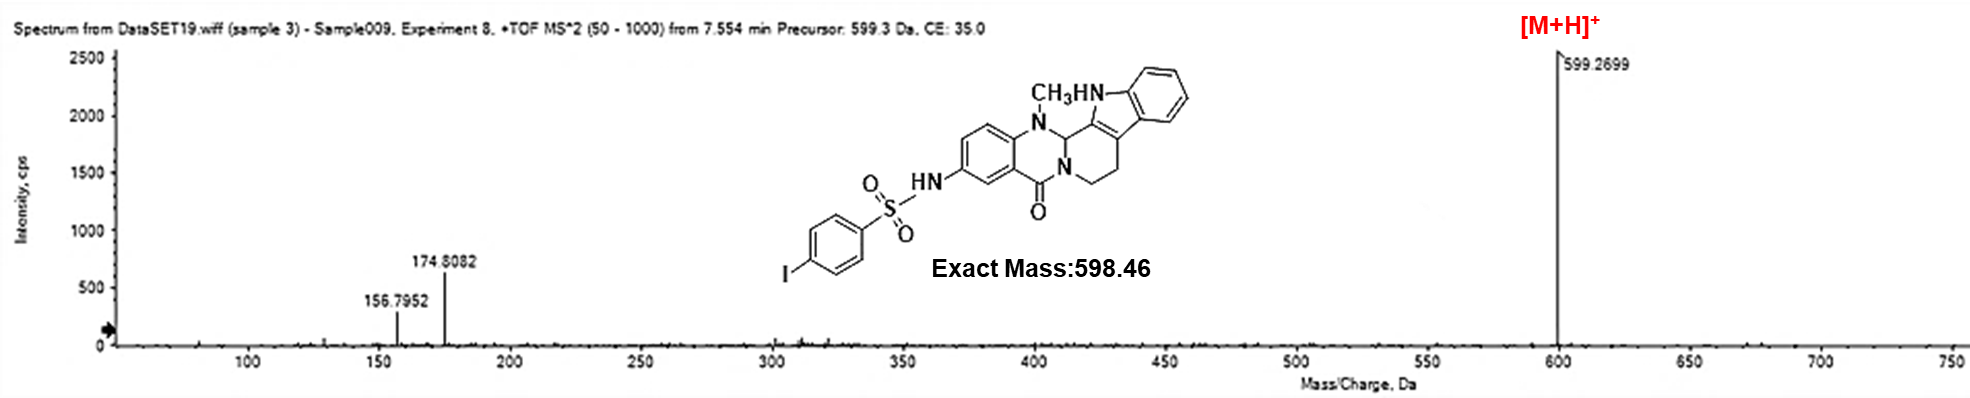 [M+H]⁺
Spectrum from DataSET19.wiff (sample 3) - Sample009, Experiment 8, +TOF MS^2 (50 - 1000) from 7.554 min Precursor: 599.3 Da, CE: 35.0
2500
2000
1500
1000
500
0
Intensity, cps
599.2699
CH₃HN
N
N
HN
O
O
S
O
I
Exact Mass:598.46
174.8082
156.7952
100 150 200 250 300 350 400 450 500 550 600 650 700 750
Mass/Charge, Da